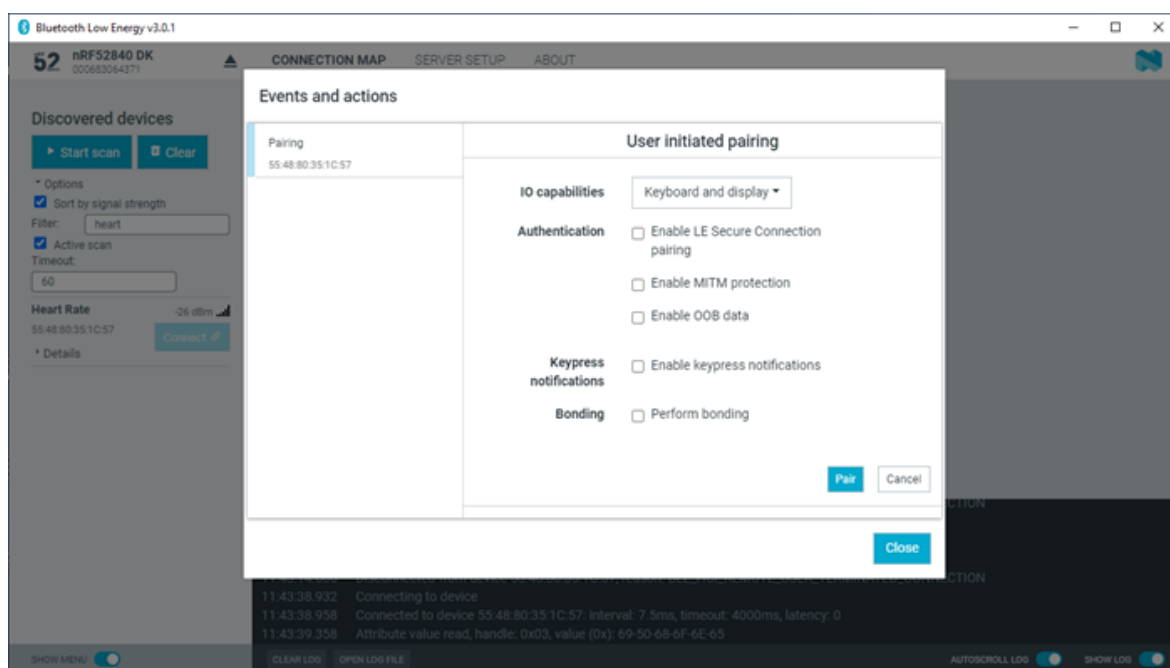 Bluetooth Low Energy v3.0.1
52 nRF52840 DK
000683064371
CONNECTION MAP SERVER SETUP ABOUT
Events and actions
Discovered devices
Start scan Clear
Options
Sort by signal strength
Filter: heart
Active scan
Timeout:
60
Heart Rate -26 dBm
55:48:80:35:1C:57
Connect
Details
Pairing
55:48:80:35:1C:57
User initiated pairing
IO capabilities Keyboard and display
Authentication Enable LE Secure Connection
pairing
Enable MITM protection
Enable OOB data
Keypress
notifications Enable keypress notifications
Bonding Perform bonding
Pair Cancel
Close
11:43:38.932 Connecting to device
11:43:38.958 Connected to device 55:48:80:35:1C:57: interval: 7.5ms, timeout: 4000ms, latency: 0
11:43:39.358 Attribute value read, handle: 0x03, value (0x): 69-50-68-6F-6E-65
SHOW MENU CLEAR LOG OPEN LOG FILE AUTOSCROLL LOG SHOW LOG